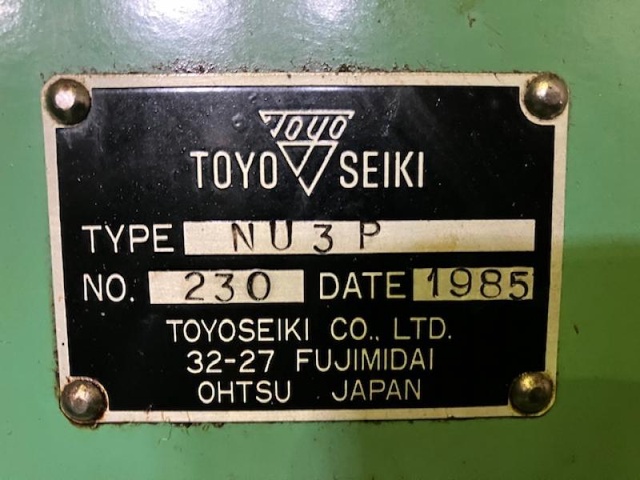 Toyo
TOYO SEIKI
TYPE NU3P
NO. 230 DATE 1985
TOYOSEIKI CO., LTD.
32-27 FUJIMIDAI
OHTSU JAPAN